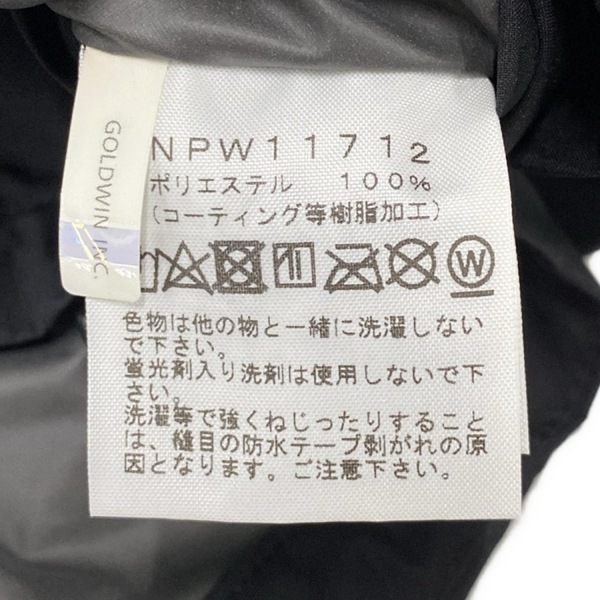 GOLDWIN INC.
NPW11712
ポリエステル 100%
(コーティング等樹脂加工)
W
色物は他の物と一緒に洗濯しない
で下さい。
蛍光剤入り洗剤は使用しないで下
さい。
洗濯等で強くねじったりすること
は、縫目の防水テープ剥がれの原
因となります。ご注意下さい。